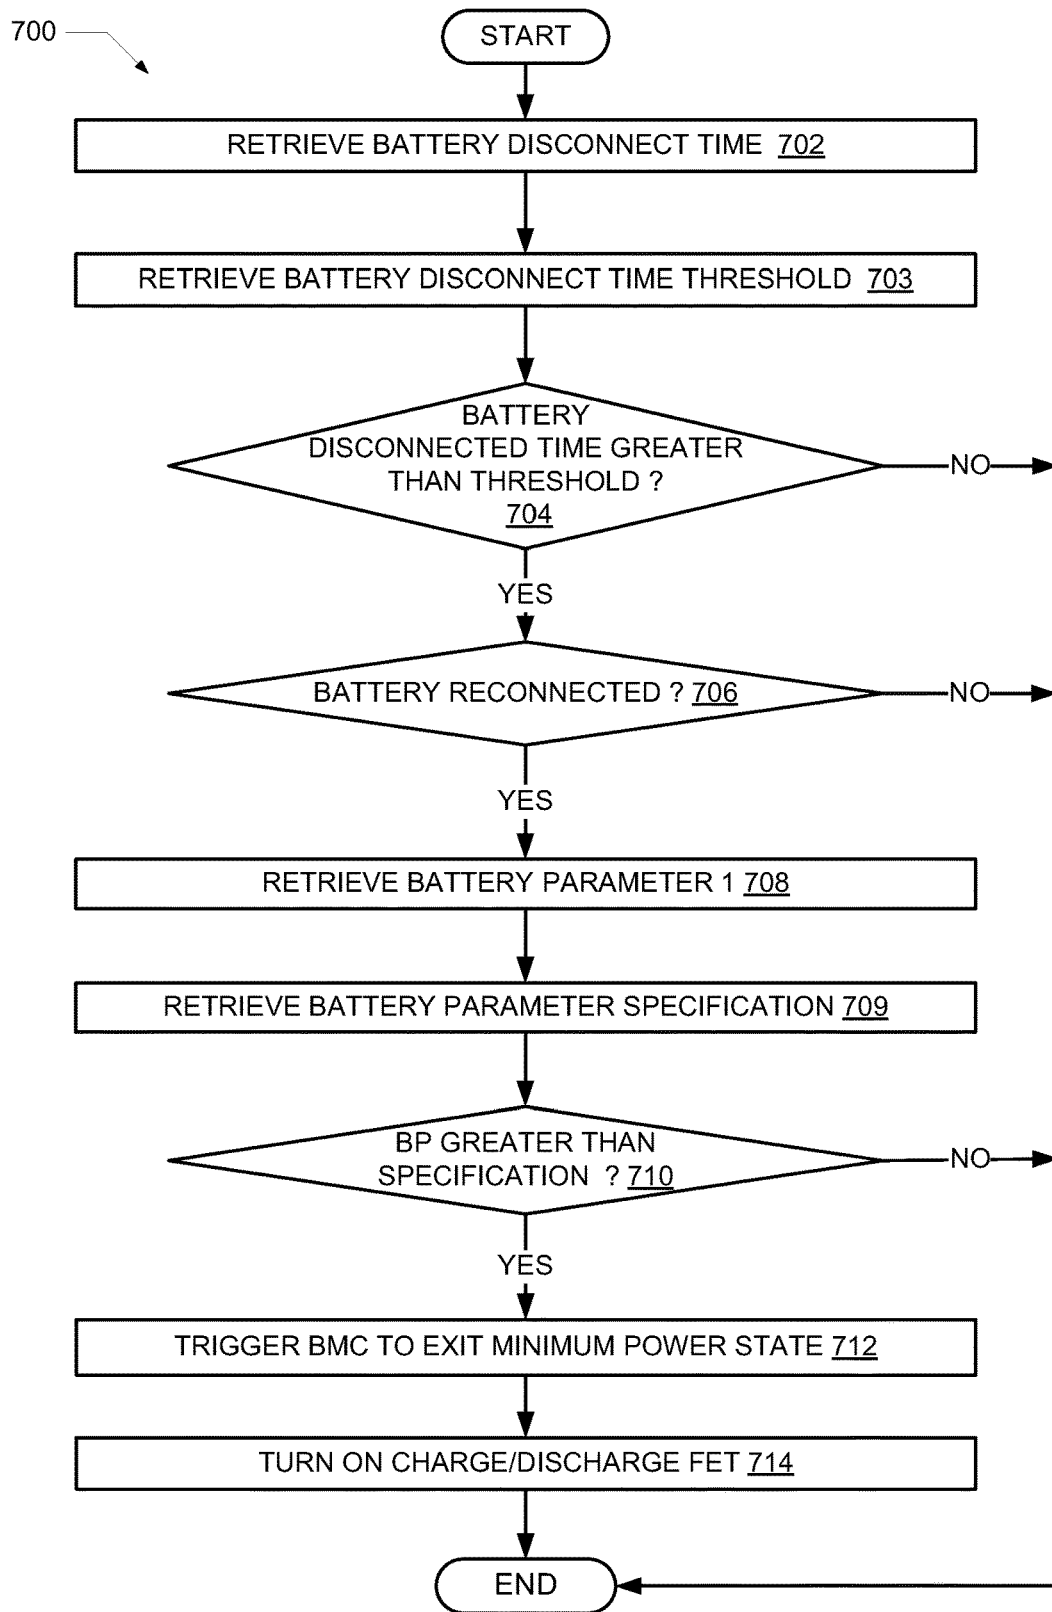 700
START
RETRIEVE BATTERY DISCONNECT TIME 702
RETRIEVE BATTERY DISCONNECT TIME THRESHOLD 703
BATTERY
DISCONNECTED TIME GREATER
THAN THRESHOLD ?
704
NO
YES
BATTERY RECONNECTED ? 706
NO
YES
RETRIEVE BATTERY PARAMETER 1 708
RETRIEVE BATTERY PARAMETER SPECIFICATION 709
BP GREATER THAN
SPECIFICATION ? 710
NO
YES
TRIGGER BMC TO EXIT MINIMUM POWER STATE 712
TURN ON CHARGE/DISCHARGE FET 714
END